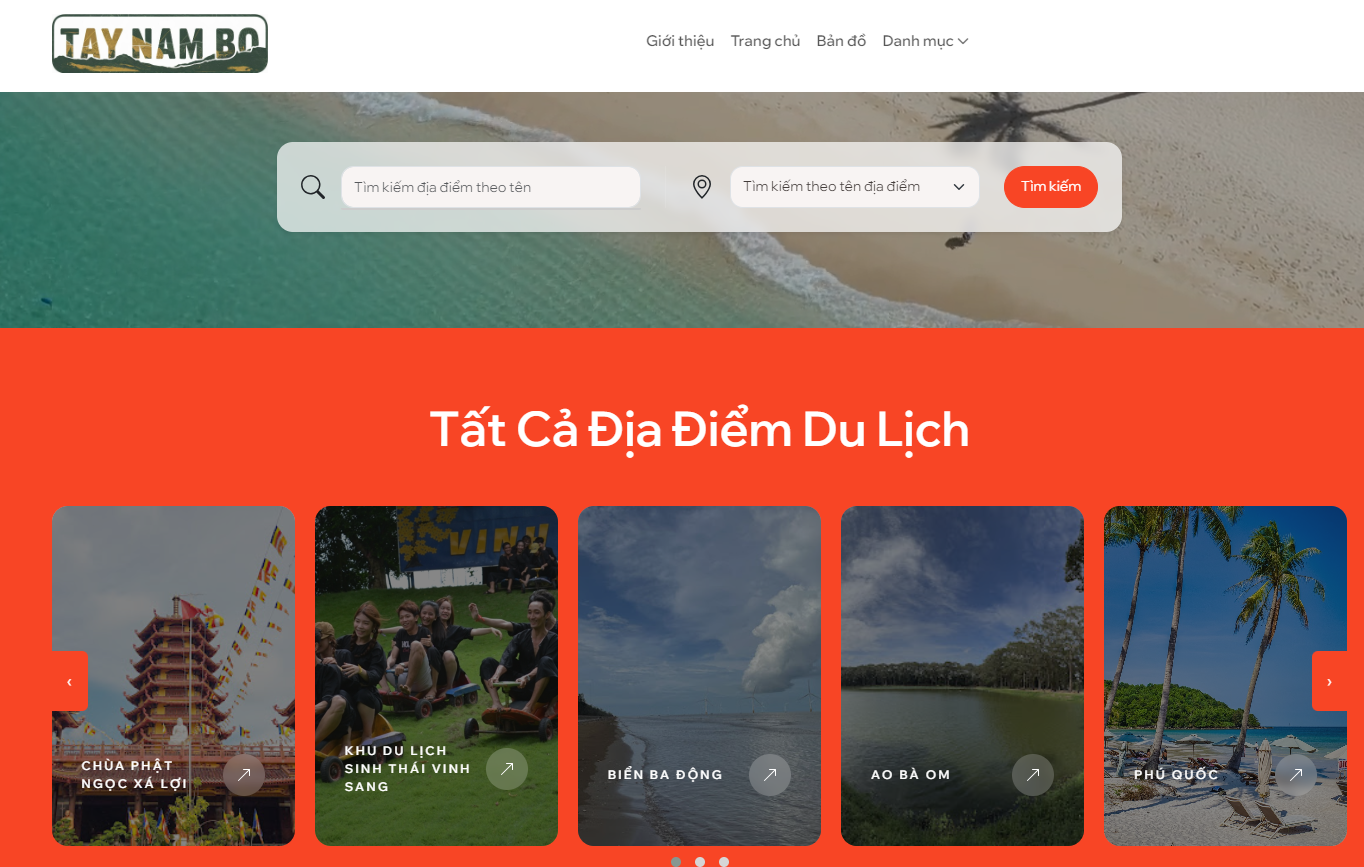 TAY NAM BO
Giới thiệu
Trang chủ
Bản đồ
Danh mục
Tìm kiếm địa điểm theo tên
Tìm kiếm theo tên địa điểm
Tìm kiếm
Tất Cả Địa Điểm Du Lịch
VINH
‹
›
CHÙA PHẬT
NGỌC XÁ LỢI
KHU DU LỊCH
SINH THÁI VINH
SANG
BIỂN BA ĐỘNG
AO BÀ OM
PHÚ QUỐC